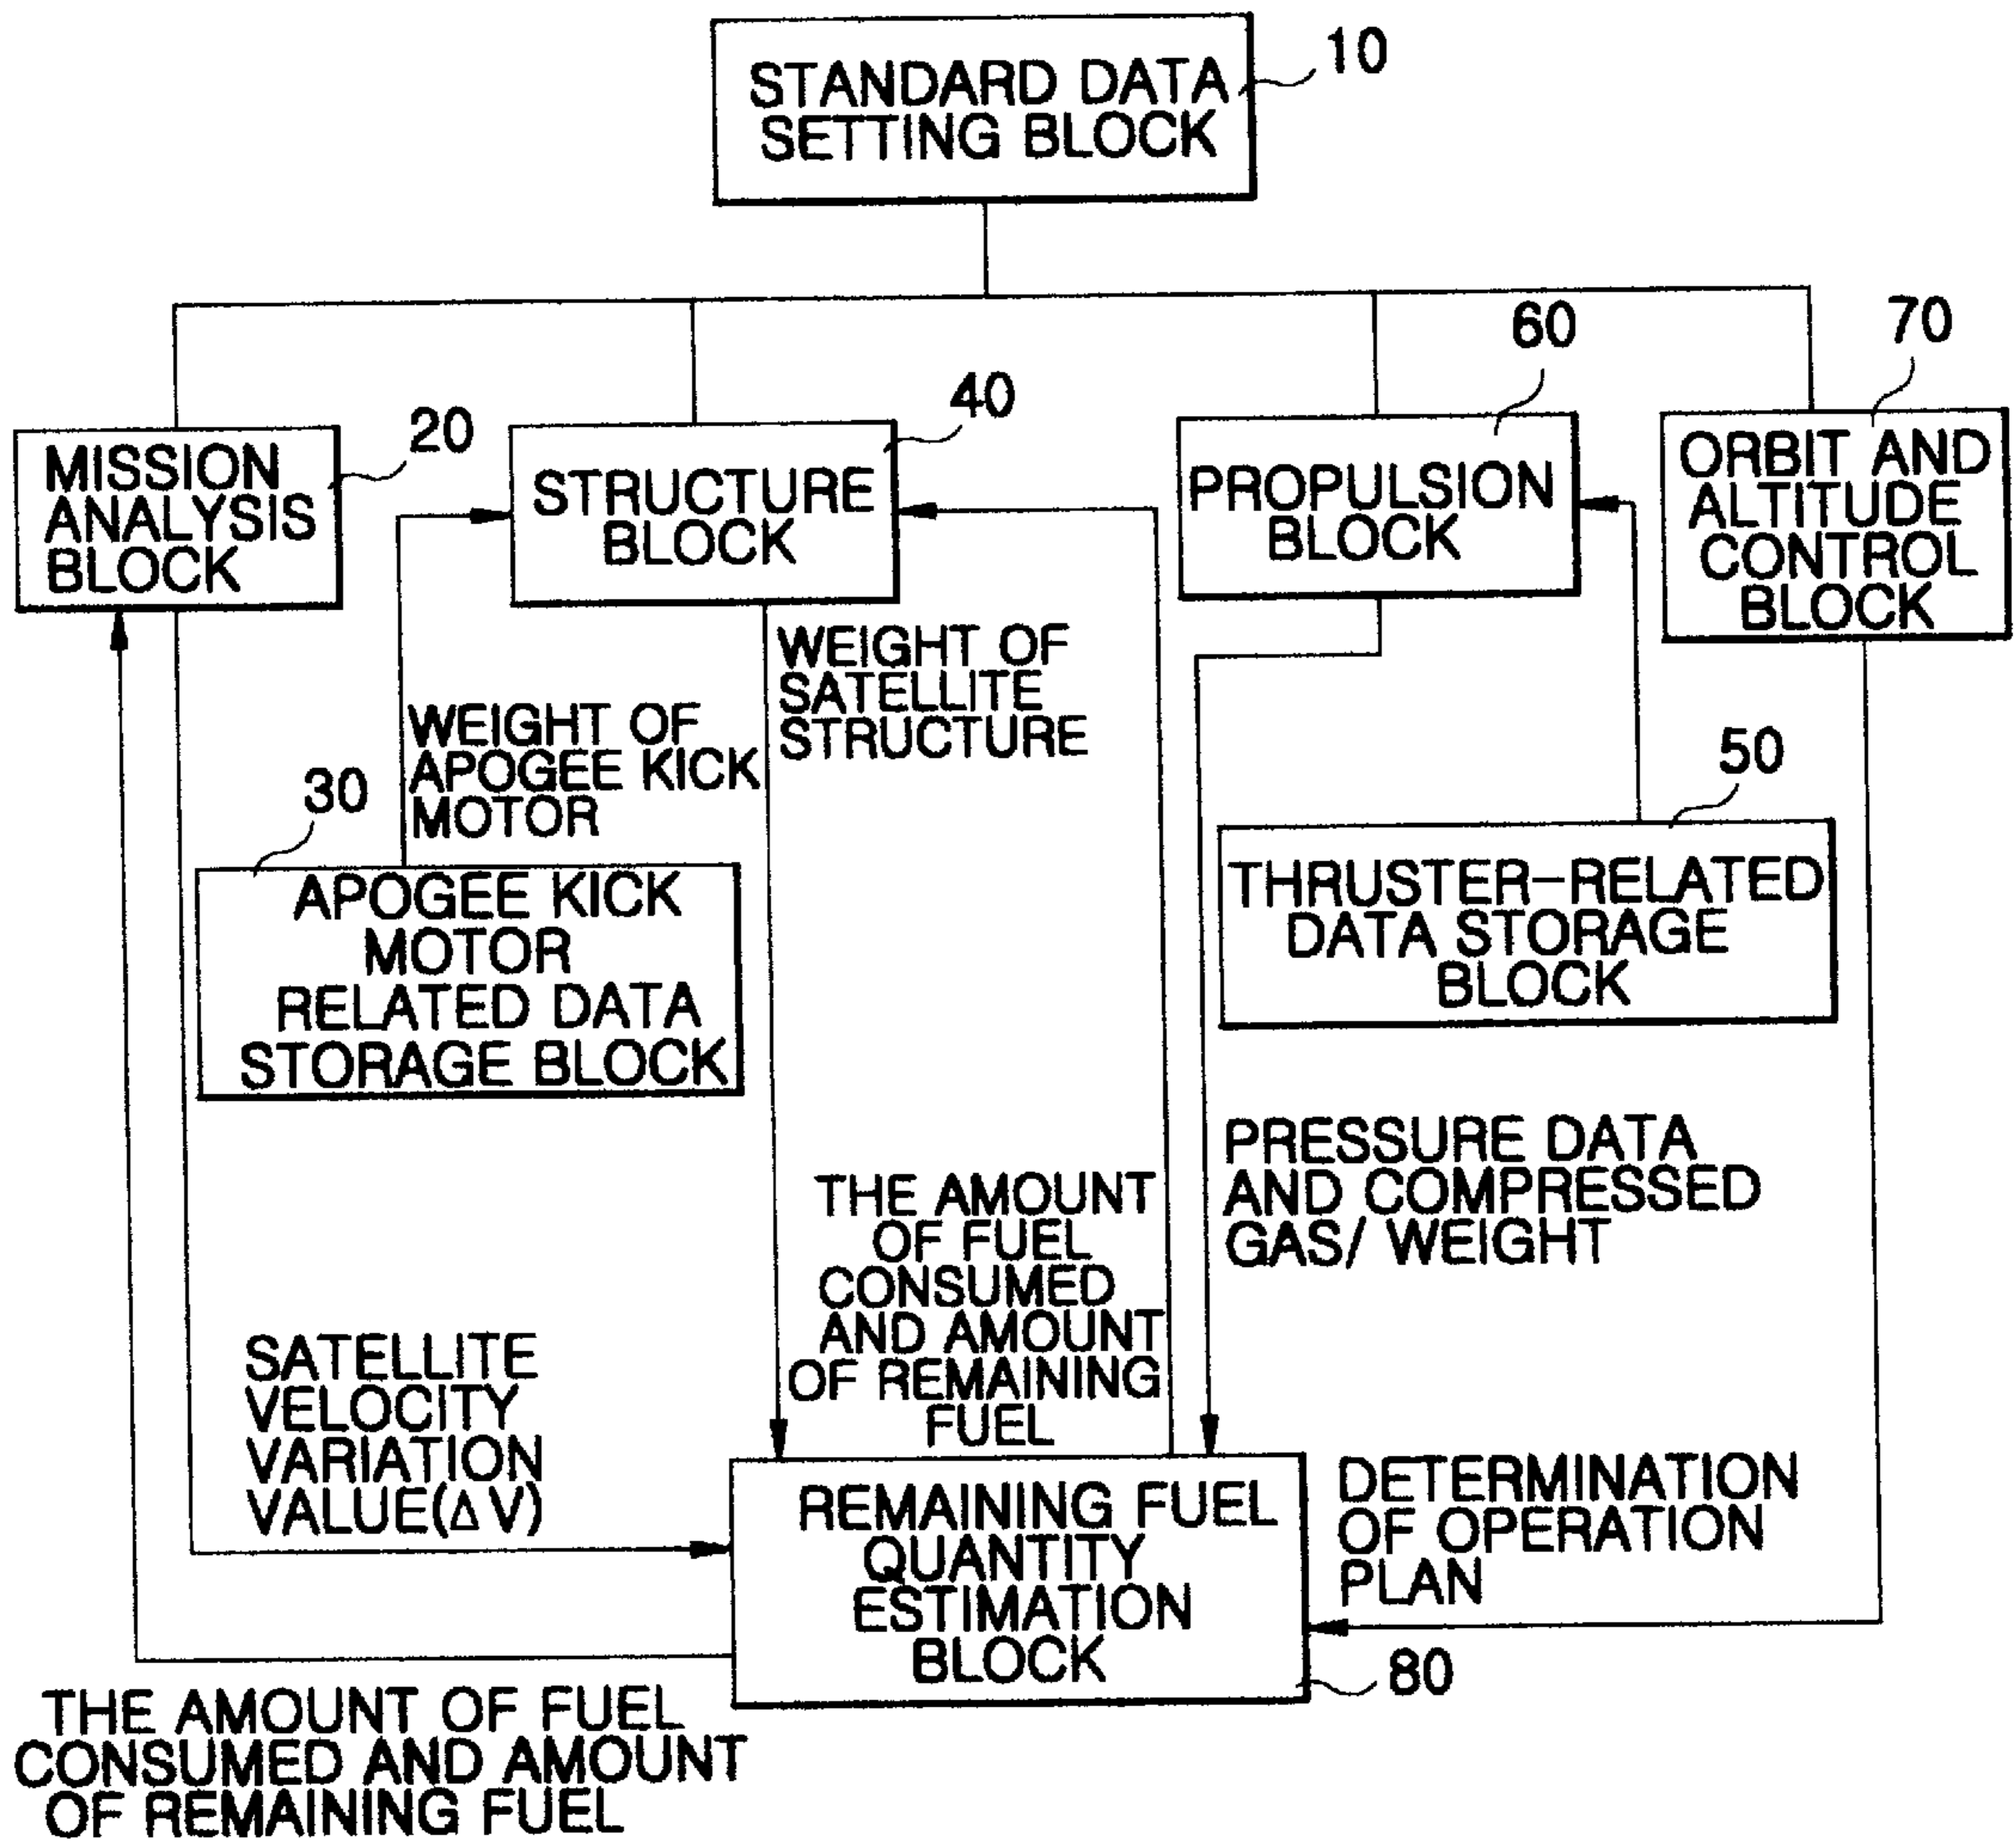 10
STANDARD DATA
SETTING BLOCK
60
70
40
20
MISSION
ANALYSIS
BLOCK
STRUCTURE
BLOCK
PROPULSION
BLOCK
ORBIT AND
ALTITUDE
CONTROL
BLOCK
WEIGHT OF
SATELLITE
STRUCTURE
WEIGHT OF
APOGEE KICK
MOTOR
30
50
APOGEE KICK
MOTOR
RELATED DATA
STORAGE BLOCK
THRUSTER-RELATED
DATA STORAGE
BLOCK
PRESSURE DATA
AND COMPRESSED
GAS/ WEIGHT
THE AMOUNT
OF FUEL
CONSUMED
AND AMOUNT
OF REMAINING
FUEL
SATELLITE
VELOCITY
VARIATION
VALUE(Δ V)
REMAINING FUEL
QUANTITY
ESTIMATION
BLOCK
DETERMINATION
OF OPERATION
PLAN
80
THE AMOUNT OF FUEL
CONSUMED AND AMOUNT
OF REMAINING FUEL